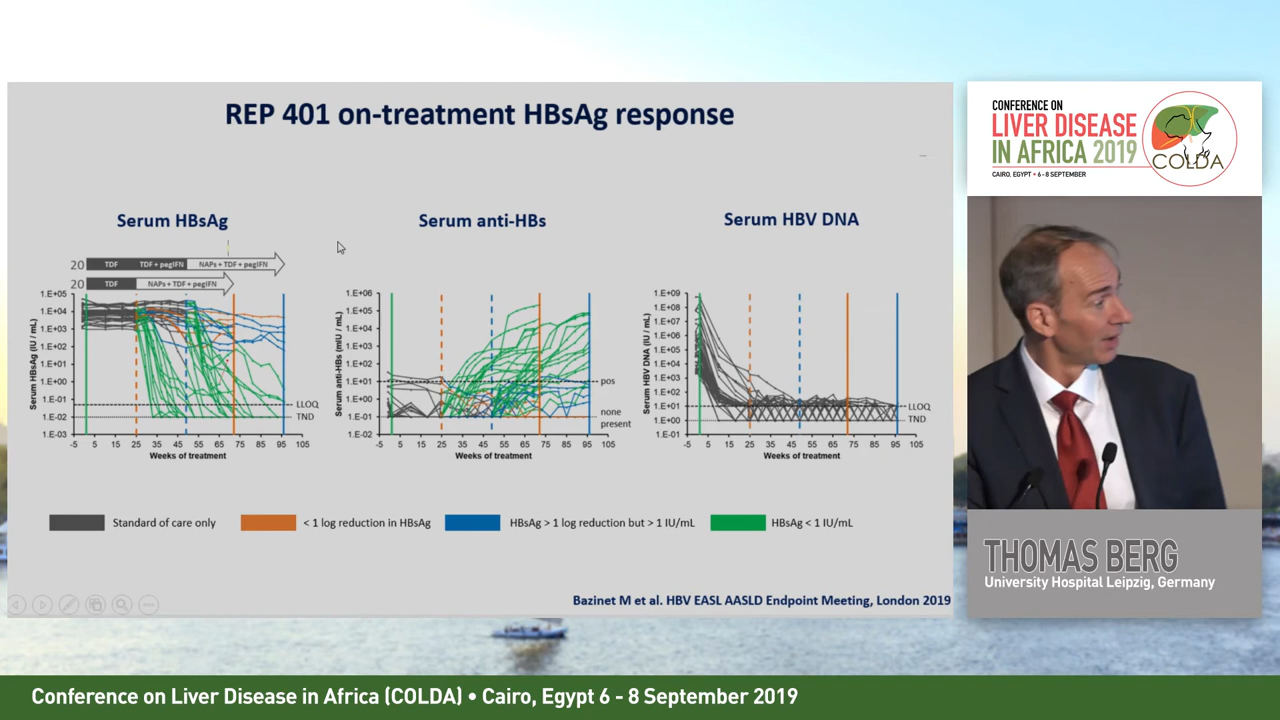 REP 401 on-treatment HBsAg response
Serum HBsAg
20 TDF TDF + pegIFN NAPs + TDF + pegIFN
20 TDF NAPs + TDF + pegIFN
Serum HBsAg (IU / mL)
1.E+05
1.E+04
1.E+03
1.E+02
1.E+01
1.E+00
1.E-01
1.E-02
1.E-03
LLOQ
TND
-5 5 15 25 35 45 55 65 75 85 95 105
Weeks of treatment
Serum anti-HBs
Serum anti-HBs (mIU / mL)
1.E+06
1.E+05
1.E+04
1.E+03
1.E+02
1.E+01
1.E+00
1.E-01
1.E-02
pos
none
present
-5 5 15 25 35 45 55 65 75 85 95 105
Weeks of treatment
Serum HBV DNA
Serum HBV DNA (IU / mL)
1.E+09
1.E+08
1.E+07
1.E+06
1.E+05
1.E+04
1.E+03
1.E+02
1.E+01
1.E+00
1.E-01
LLOQ
TND
-5 5 15 25 35 45 55 65 75 85 95 105
Weeks of treatment
Standard of care only
< 1 log reduction in HBsAg
HBsAg > 1 log reduction but > 1 IU/mL
HBsAg < 1 IU/mL
Bazinet M et al. HBV EASL AASLD Endpoint Meeting, London 2019
CONFERENCE ON
LIVER DISEASE
IN AFRICA 2019
CAIRO, EGYPT • 6 - 8 SEPTEMBER
COLDA
THOMAS BERG
University Hospital Leipzig, Germany
Conference on Liver Disease in Africa (COLDA) • Cairo, Egypt 6 - 8 September 2019